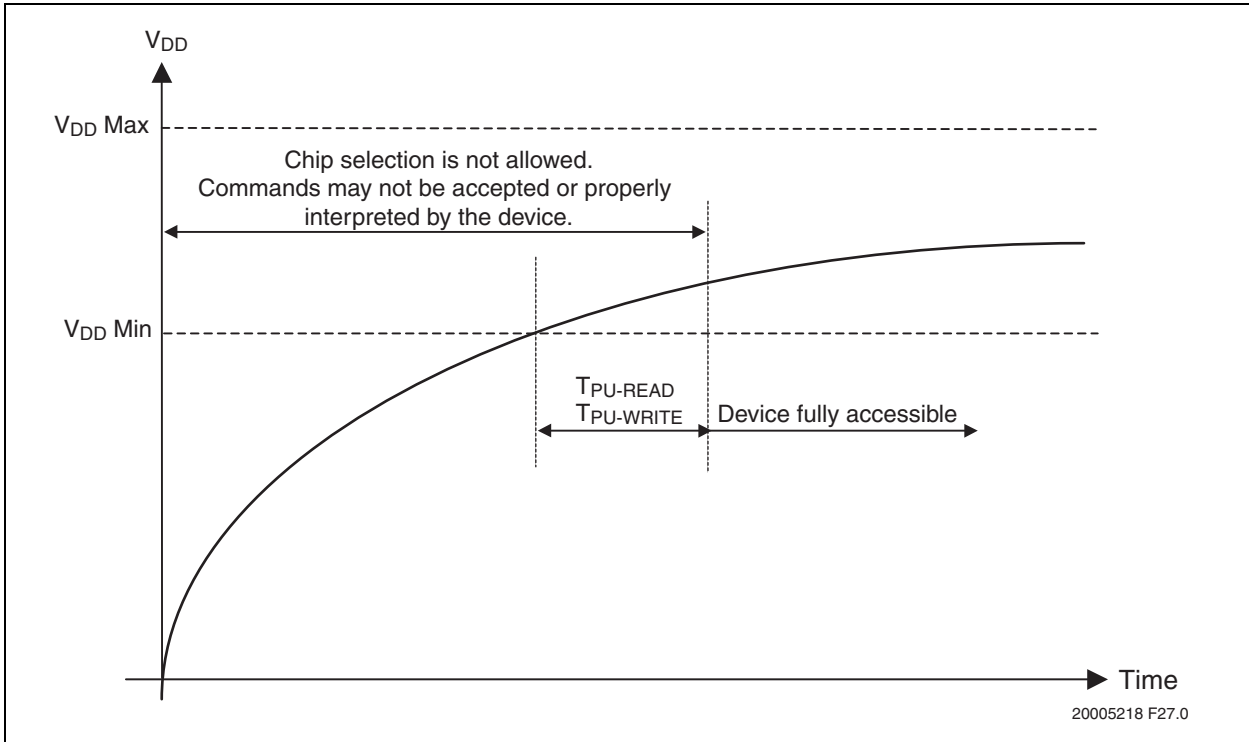 VDD
VDD Max
Chip selection is not allowed.
Commands may not be accepted or properly
interpreted by the device.
VDD Min
TPU-READ
TPU-WRITE
Device fully accessible
Time
20005218 F27.0